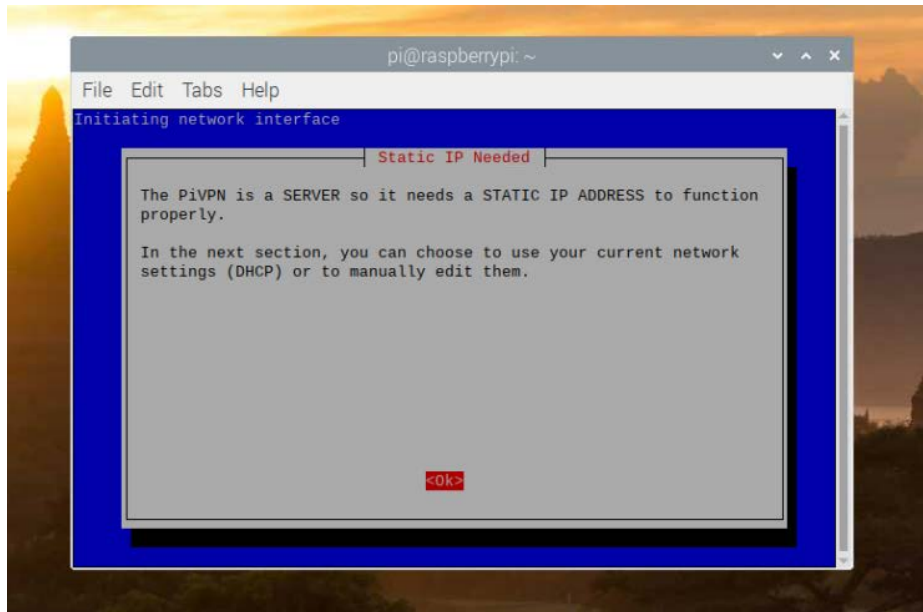 pi@raspberrypi: ~
File Edit Tabs Help
Initiating network interface
Static IP Needed
The PiVPN is a SERVER so it needs a STATIC IP ADDRESS to function
properly.
In the next section, you can choose to use your current network
settings (DHCP) or to manually edit them.
<Ok>